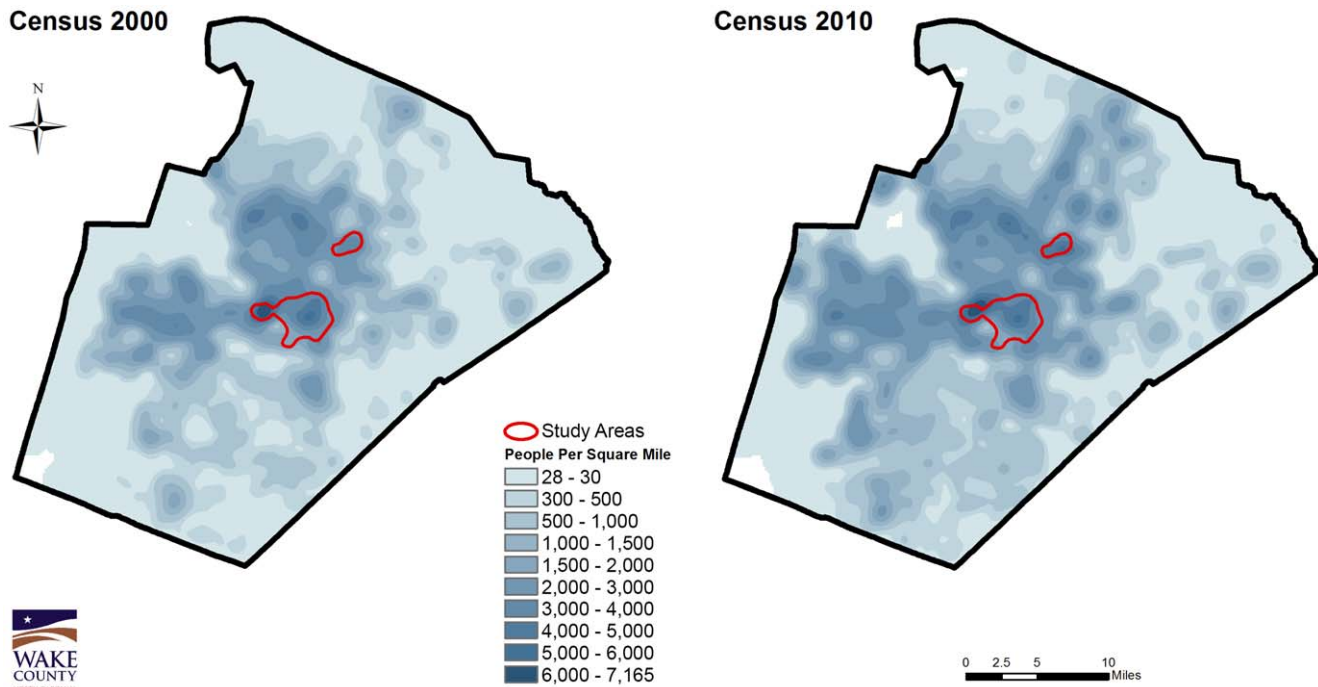 Census 2000
Census 2010
N
Study Areas
People Per Square Mile
28 - 30
300 - 500
500 - 1,000
1,000 - 1,500
1,500 - 2,000
2,000 - 3,000
3,000 - 4,000
4,000 - 5,000
5,000 - 6,000
6,000 - 7,165
WAKE
COUNTY
0 2.5 5 10
Miles